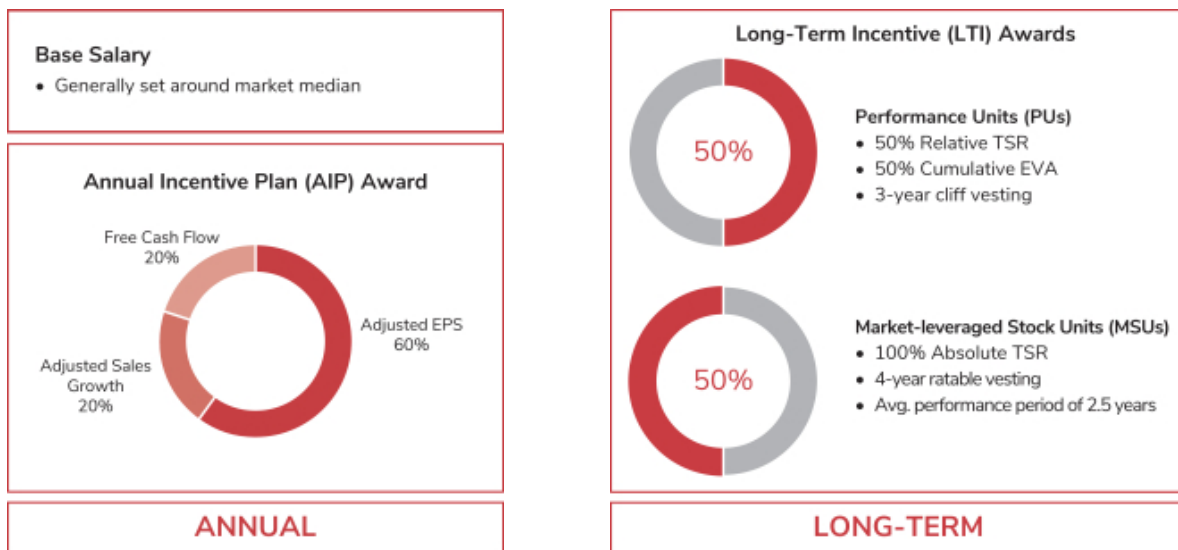 Base Salary
• Generally set around market median
Annual Incentive Plan (AIP) Award
Free Cash Flow
20%
Adjusted EPS
60%
Adjusted Sales
Growth
20%
ANNUAL
Long-Term Incentive (LTI) Awards
50%
Performance Units (PUs)
• 50% Relative TSR
• 50% Cumulative EVA
• 3-year cliff vesting
50%
Market-leveraged Stock Units (MSUs)
• 100% Absolute TSR
• 4-year ratable vesting
• Avg. performance period of 2.5 years
LONG-TERM